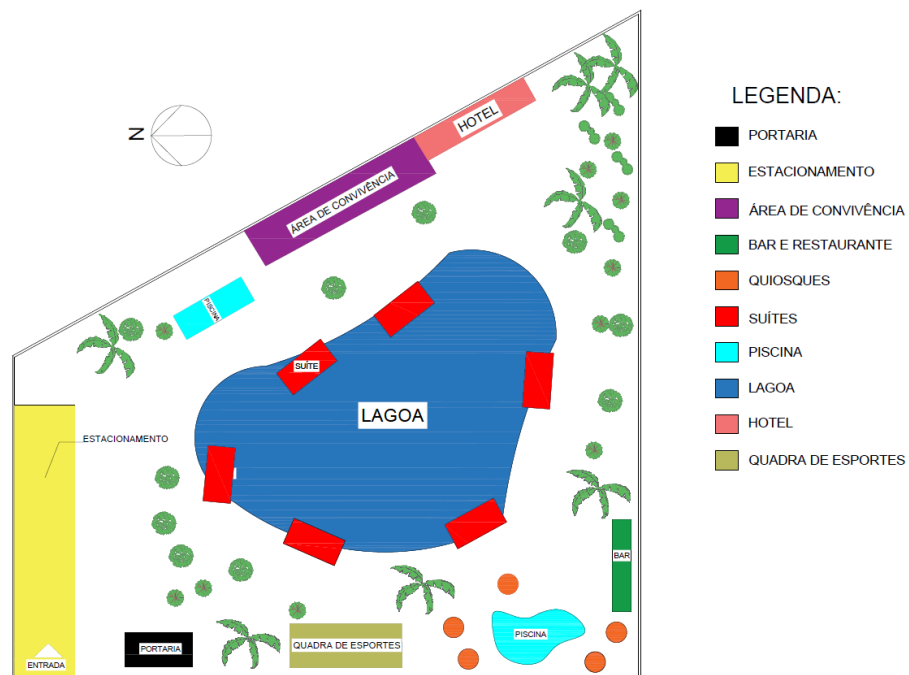 HOTEL
N
ÁREA DE CONVIVÊNCIA
PISCINA
SUÍTE
LAGOA
ESTACIONAMENTO
BAR
PISCINA
PORTARIA
QUADRA DE ESPORTES
ENTRADA
LEGENDA:
PORTARIA
ESTACIONAMENTO
ÁREA DE CONVIVÊNCIA
BAR E RESTAURANTE
QUIOSQUES
SUÍTES
PISCINA
LAGOA
HOTEL
QUADRA DE ESPORTES